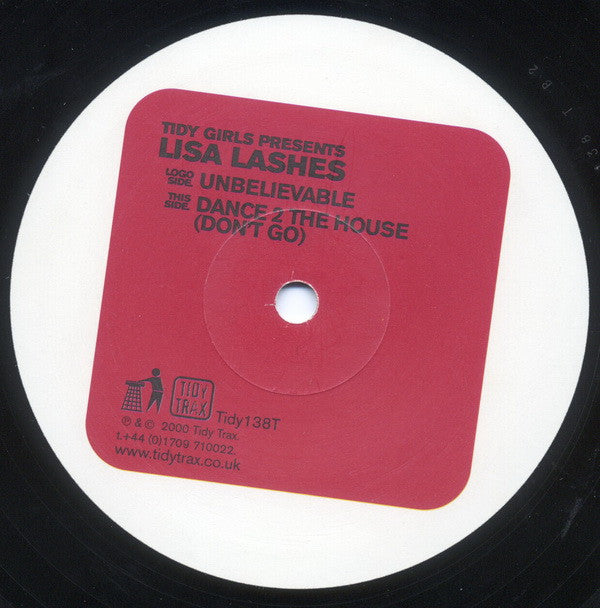 TIDY GIRLS PRESENTS
LISA LASHES
LOGO SIDE. UNBELIEVABLE
THIS SIDE. DANCE 2 THE HOUSE
(DON'T GO)
TIDY
TRAX
Tidy138T
℗ & © 2000 Tidy Trax.
t.+44 (0)1709 710022.
www.tidytrax.co.uk